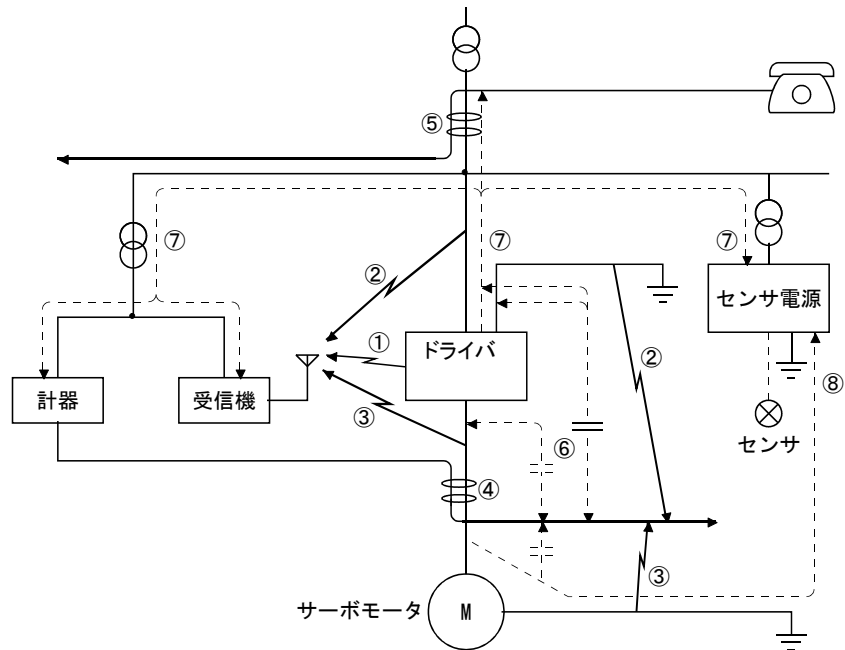 ⑤
⑦
⑦
⑦
②
センサ電源
①
ドライバ
②
⑧
計器
受信機
③
⑥
センサ
④
③
サーボモータ
M